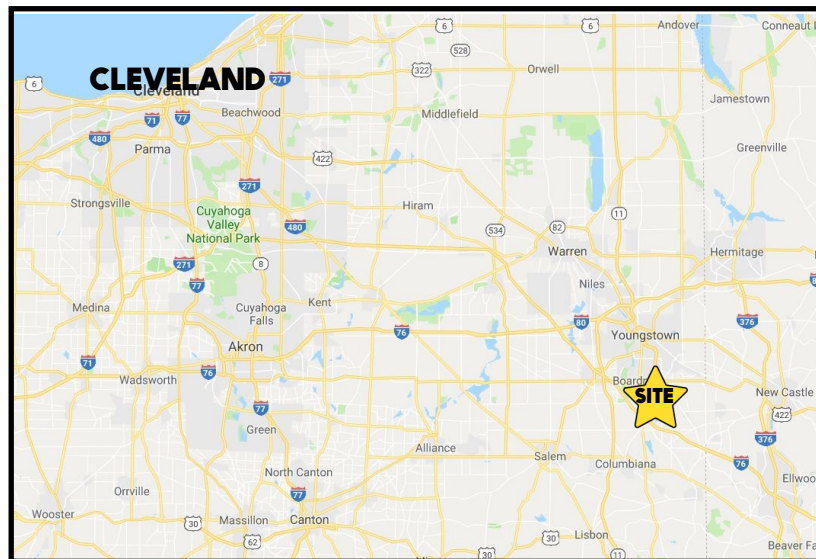 6
Andover
Conneaut L
528
CLEVELAND
Cleveland
6
271
322
Orwell
Jamestown
71
77
Beachwood
Middlefield
480
Parma
422
Greenville
271
Strongsville
Cuyahoga
Valley
National Park
Hiram
11
480
534
82
Warren
Hermitage
271
8
77
Niles
Medina
Cuyahoga
Falls
Kent
80
376
76
Youngstown
Akron
71
76
Wadsworth
Boardm
SITE
New Castle
77
422
Green
376
Alliance
Salem
Columbiana
76
North Canton
Ellwoo
Orrville
77
Wooster
30
Massillon
Canton
62
Lisbon
30
30
11
Beaver Fa